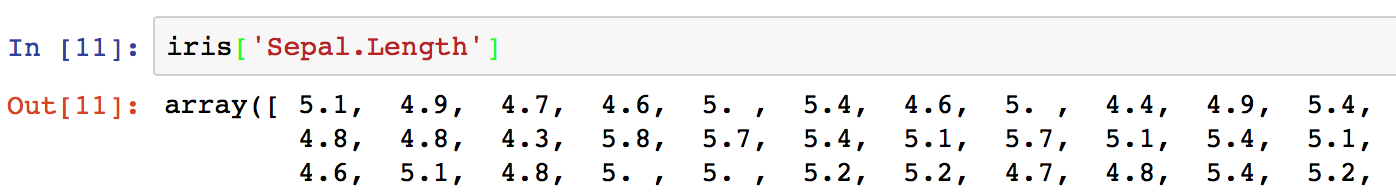 In [11]: iris['Sepal.Length']
Out[11]: array([ 5.1,  4.9,  4.7,  4.6,  5. ,  5.4,  4.6,  5. ,  4.4,  4.9,  5.4,
4.8,  4.8,  4.3,  5.8,  5.7,  5.4,  5.1,  5.7,  5.1,  5.4,  5.1,
4.6,  5.1,  4.8,  5. ,  5. ,  5.2,  5.2,  4.7,  4.8,  5.4,  5.2,